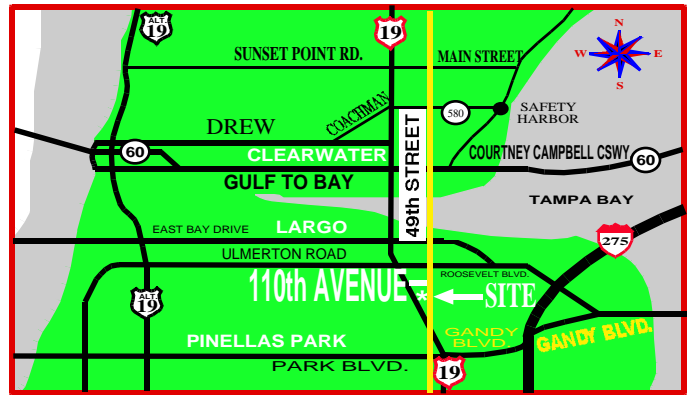 ALT.
19
19
N
W E
S
SUNSET POINT RD.
MAIN STREET
COACHMAN
580
SAFETY
HARBOR
DREW
60
CLEARWATER
COURTNEY CAMPBELL CSWY
60
GULF TO BAY
49th STREET
TAMPA BAY
EAST BAY DRIVE
LARGO
275
ULMERTON ROAD
ROOSEVELT BLVD.
110th AVENUE
*
SITE
ALT.
19
PINELLAS PARK
GANDY
BLVD.
GANDY BLVD.
PARK BLVD.
19